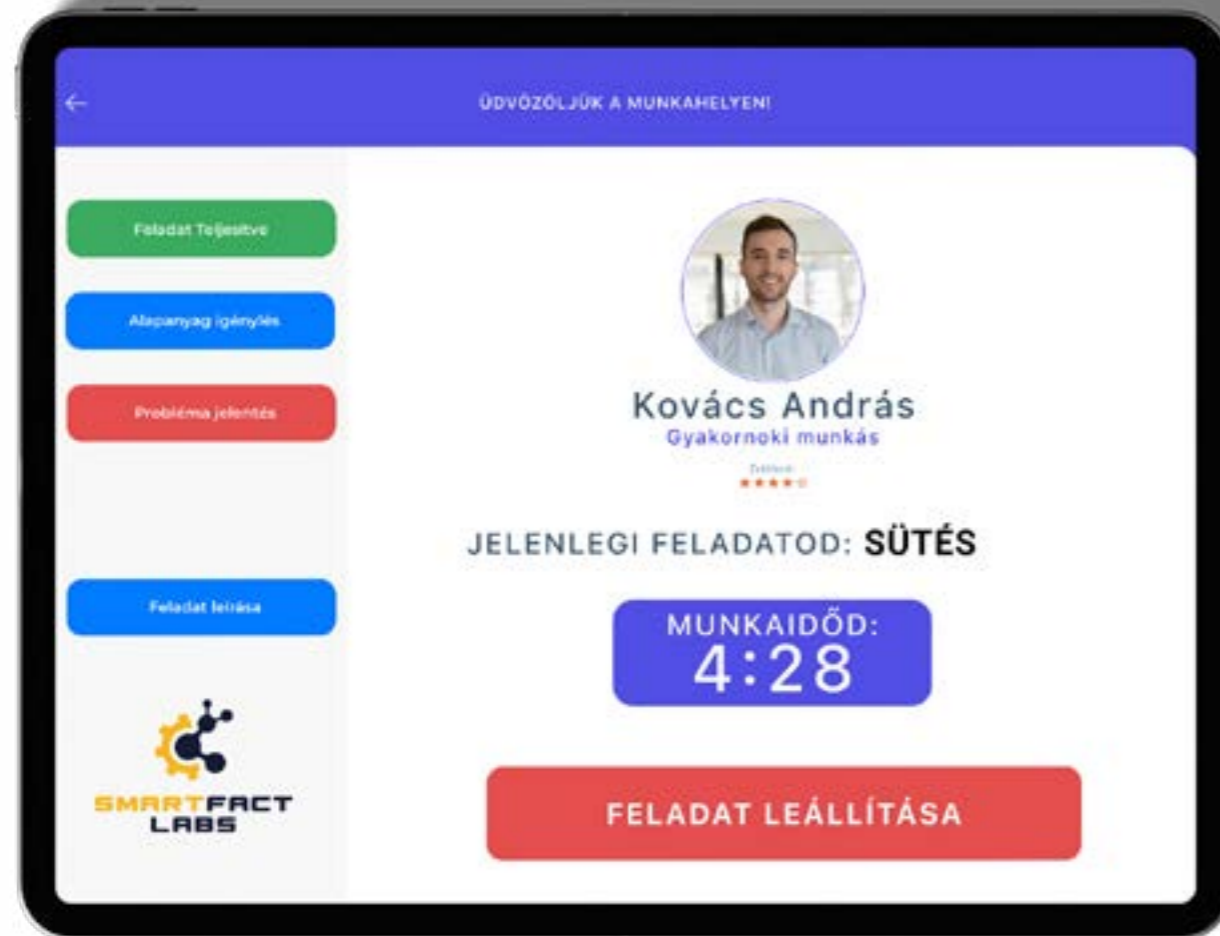 ←
ÜDVÖZÖLJÜK A MUNKAHELYEN!
Feladat Teljesítve
Alapanyag igénylés
Probléma jelentés
Feladat leírása
SMARTFACT
LABS
Kovács András
Gyakornoki munkás
★★★★☆
JELENLEGI FELADATOD: SÜTÉS
MUNKAIDŐD:
4:28
FELADAT LEÁLLÍTÁSA